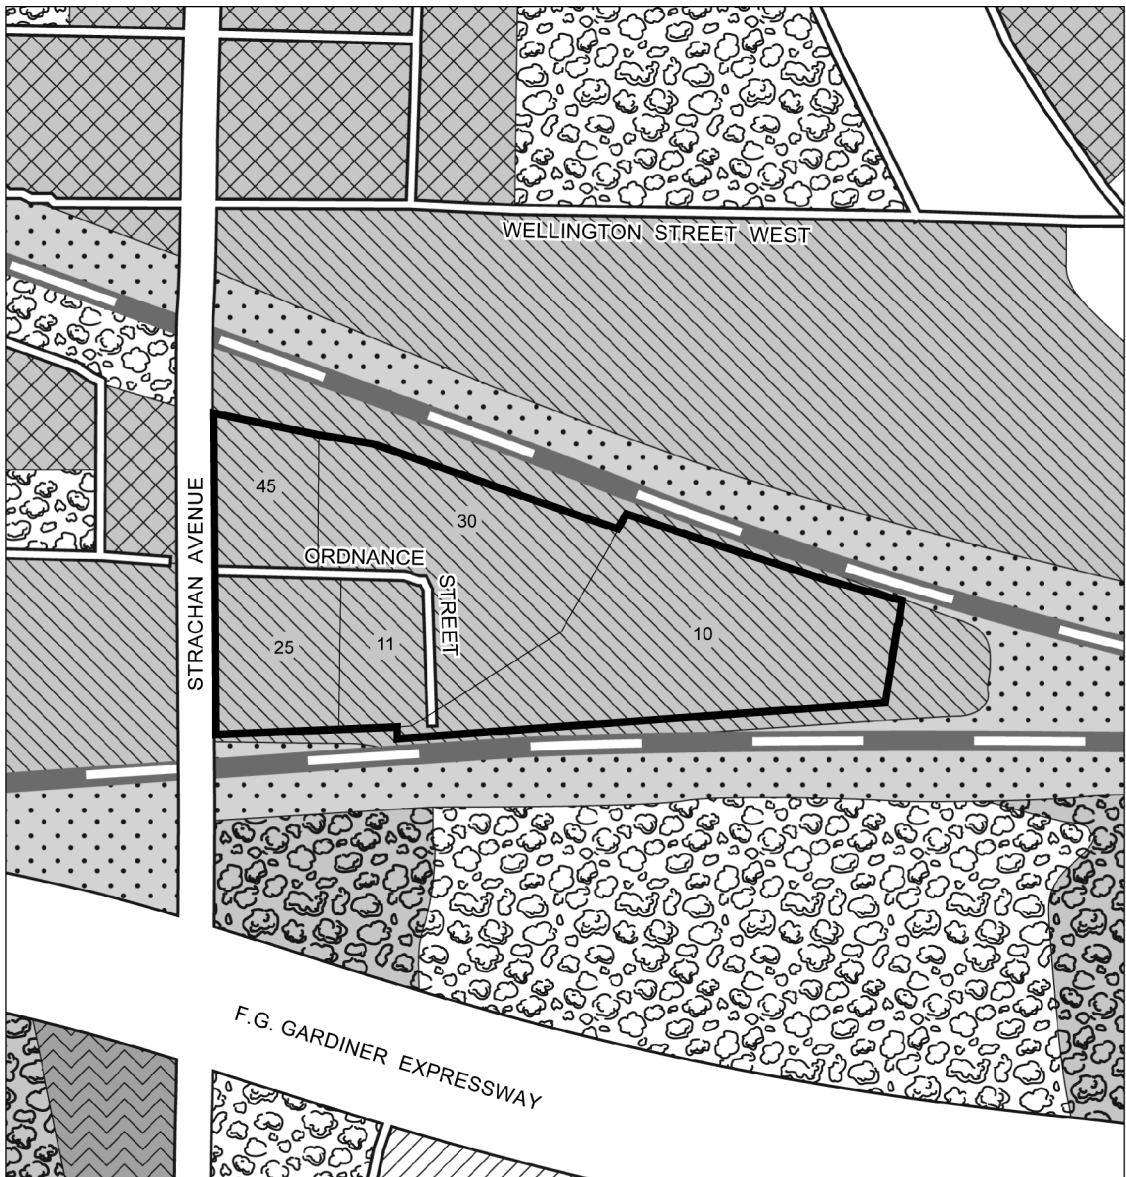 WELLINGTON STREET WEST
STRACHAN AVENUE
45
30
ORDNANCE
STREET
25
11
10
F.G. GARDINER EXPRESSWAY